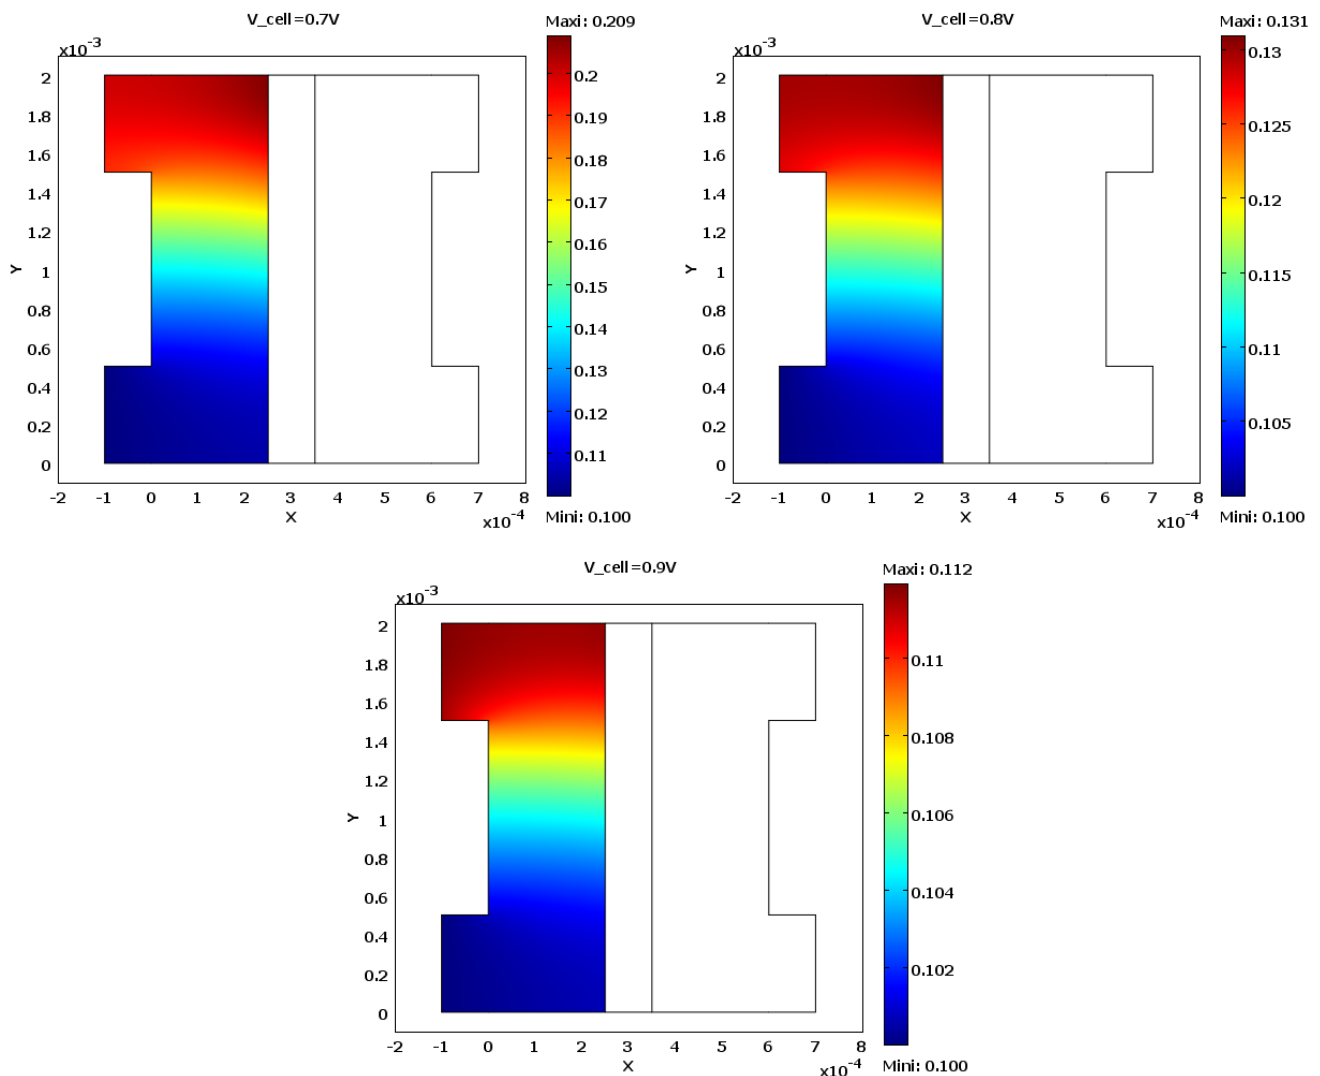 V_cell=0.7V
Maxi: 0.209
x10-3
2
1.8
1.6
1.4
1.2
1
0.8
0.6
0.4
0.2
0
Y
-2 -1 0 1 2 3 4 5 6 7 8
X
x10-4
0.2
0.19
0.18
0.17
0.16
0.15
0.14
0.13
0.12
0.11
Mini: 0.100
V_cell=0.8V
Maxi: 0.131
x10-3
2
1.8
1.6
1.4
1.2
1
0.8
0.6
0.4
0.2
0
Y
-2 -1 0 1 2 3 4 5 6 7 8
X
x10-4
0.13
0.125
0.12
0.115
0.11
0.105
Mini: 0.100
V_cell=0.9V
Maxi: 0.112
x10-3
2
1.8
1.6
1.4
1.2
1
0.8
0.6
0.4
0.2
0
Y
-2 -1 0 1 2 3 4 5 6 7 8
X
x10-4
0.11
0.108
0.106
0.104
0.102
Mini: 0.100